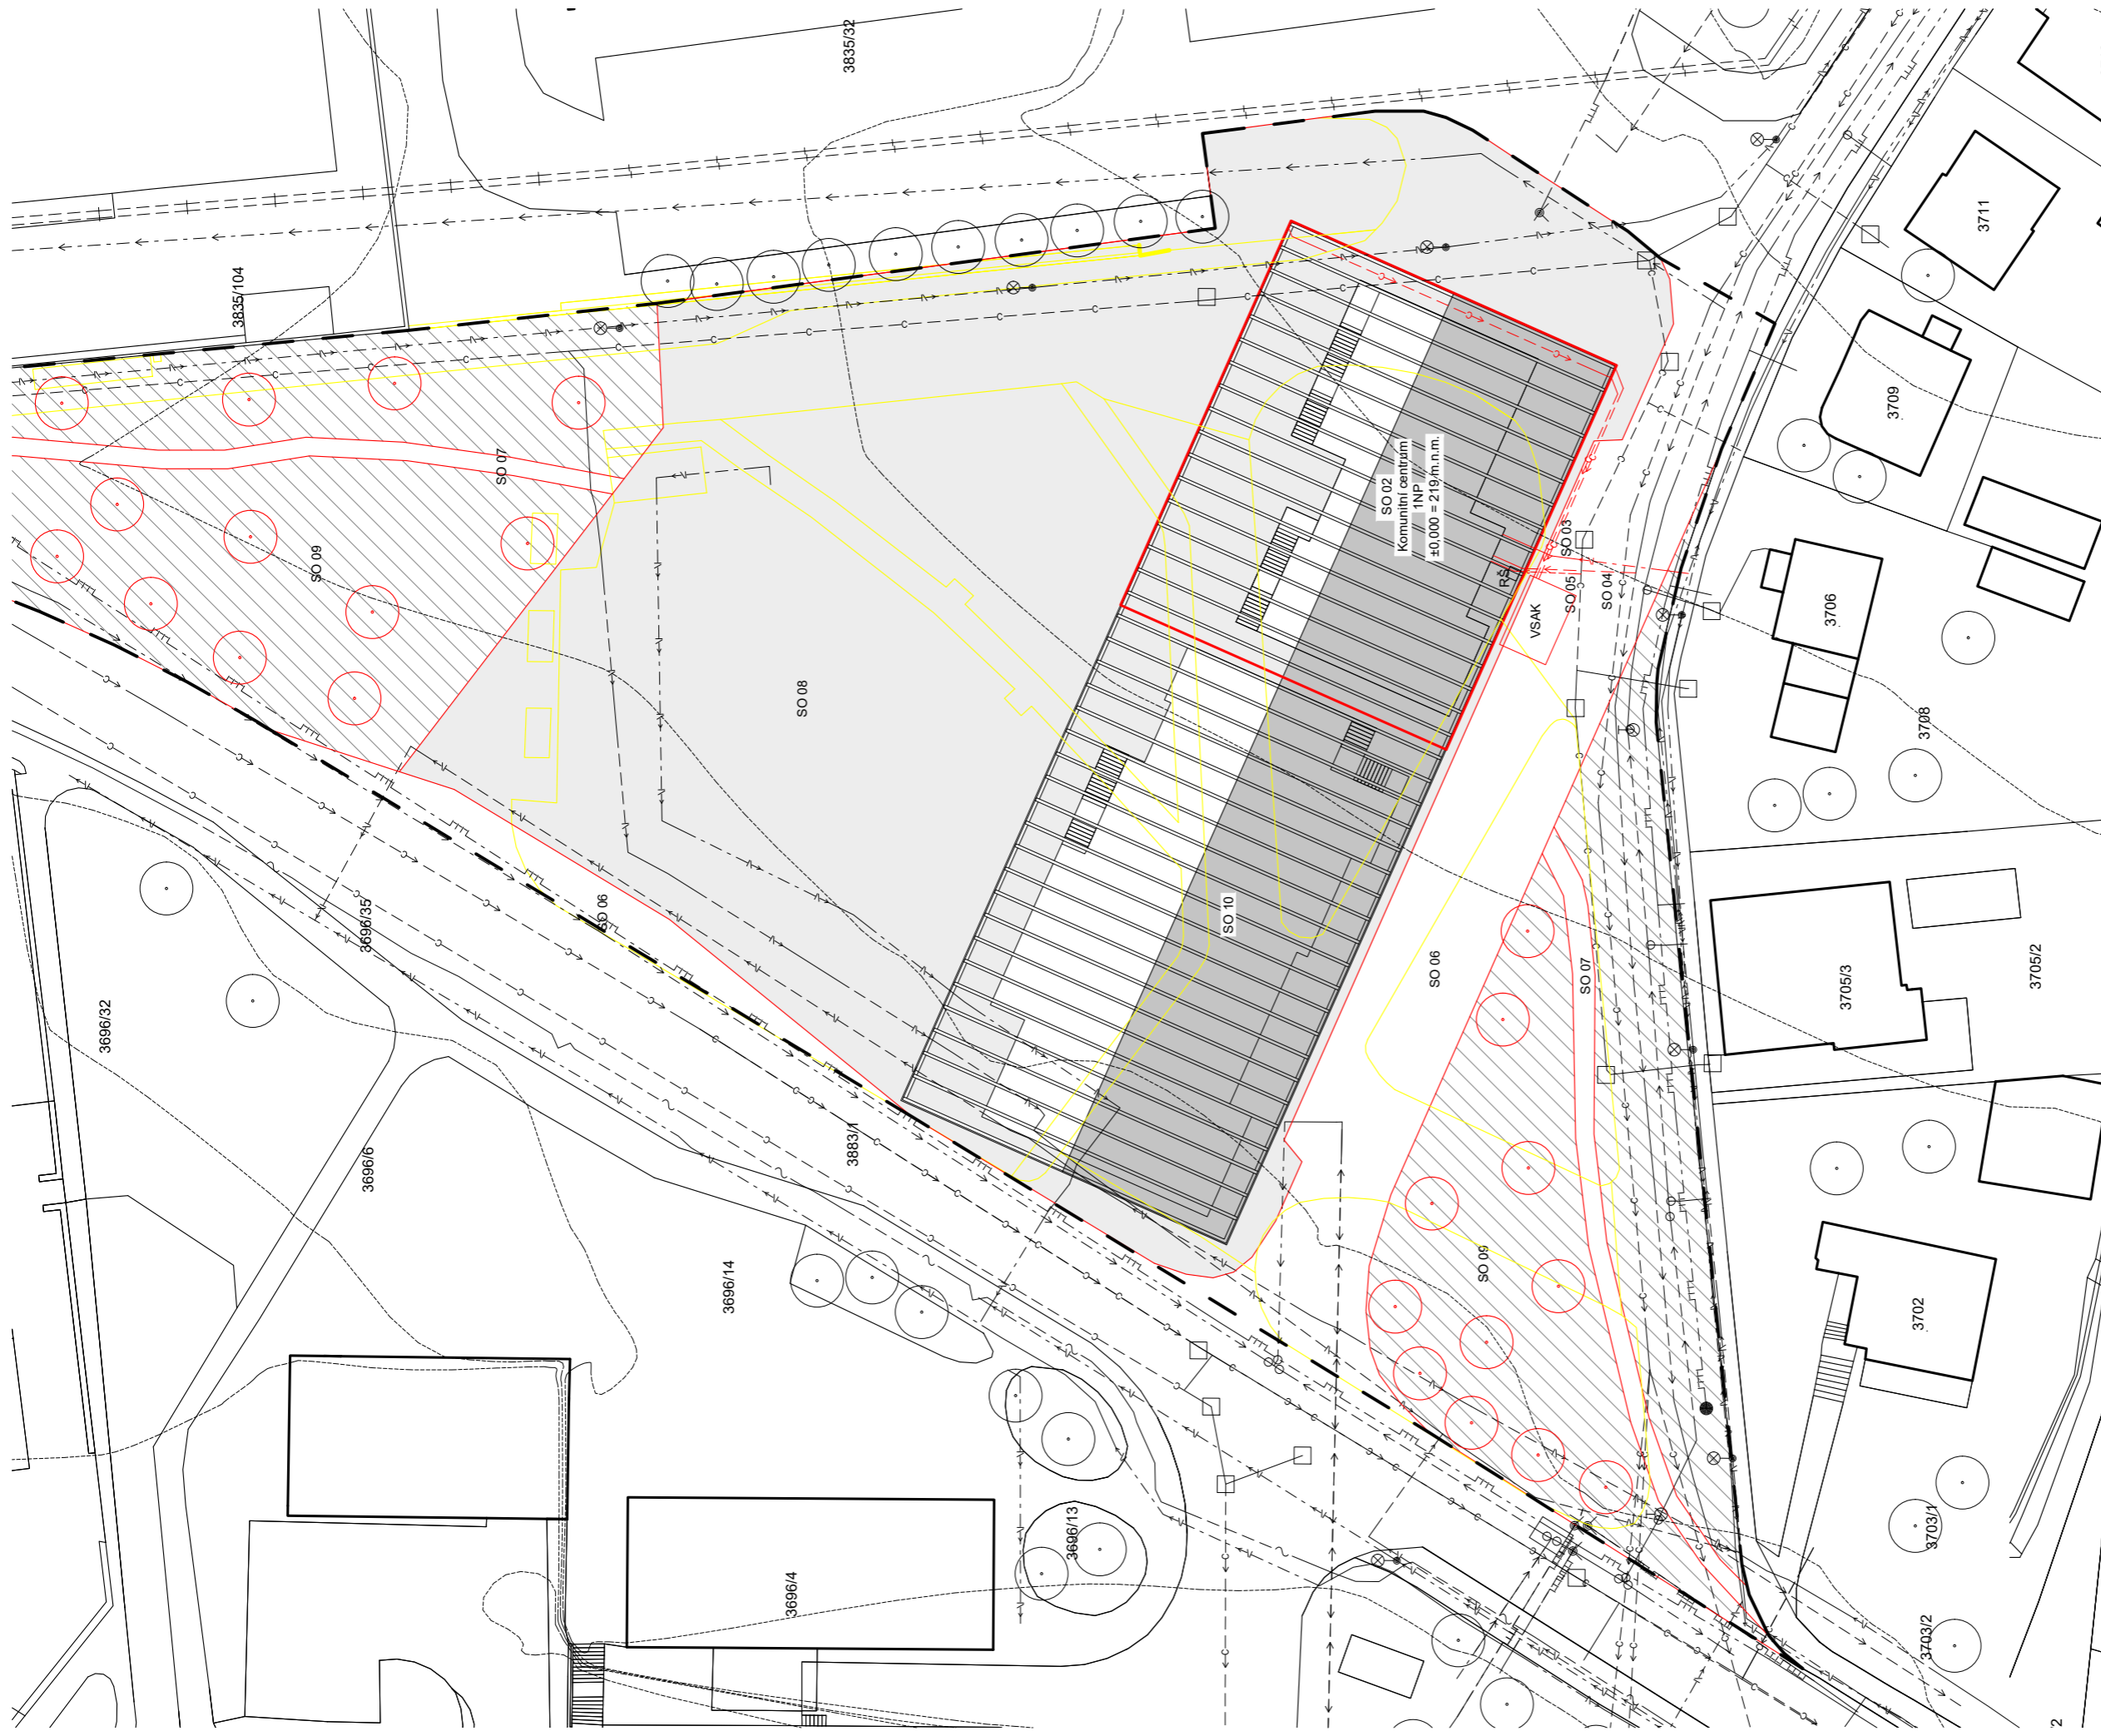 3835/32
3835/104
3711
3709
SO 07
SO 09
SO 02
Komunitní centrum
1NP
±0,000 = 219 m.n.m.
SO 03
RŠ
SO 05
SO 04
VSAK
3706
SO 08
3708
SO 06
SO 10
3696/35
3696/32
SO 06
SO 07
3705/3
3705/2
3883/1
3696/6
3696/14
SO 09
3702
3696/13
3696/4
3703/1
3703/2